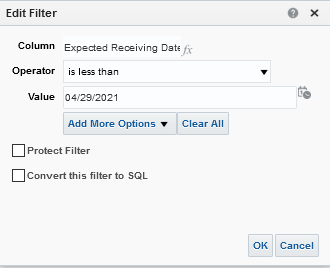 Edit Filter
Column Expected Receiving Date fx
Operator is less than
Value 04/29/2021
Add More Options Clear All
Protect Filter
Convert this filter to SQL
OK Cancel